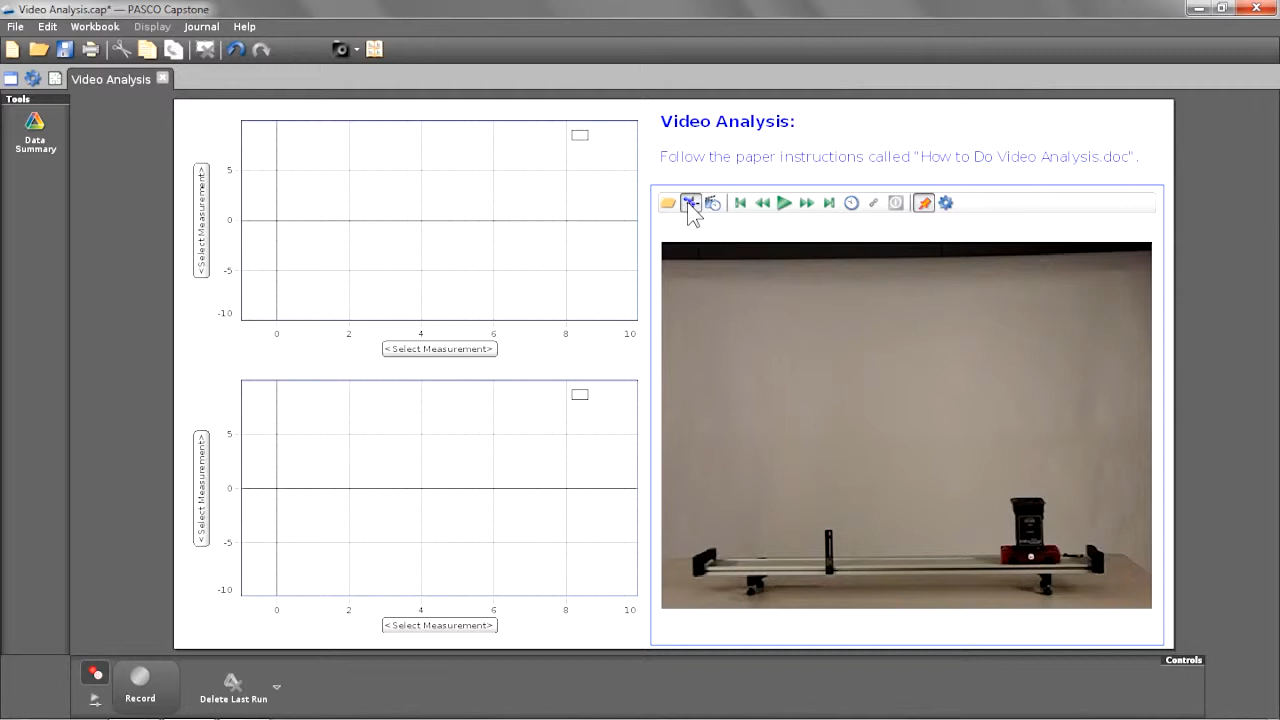 Video Analysis.cap* — PASCO Capstone
File Edit Workbook Display Journal Help
Video Analysis
Tools
Data
Summary
Video Analysis:
Follow the paper instructions called "How to Do Video Analysis.doc".
<Select Measurement>
5
0
-5
-10
0 2 4 6 8 10
<Select Measurement>
<Select Measurement>
5
0
-5
-10
0 2 4 6 8 10
<Select Measurement>
Controls
Record
Delete Last Run